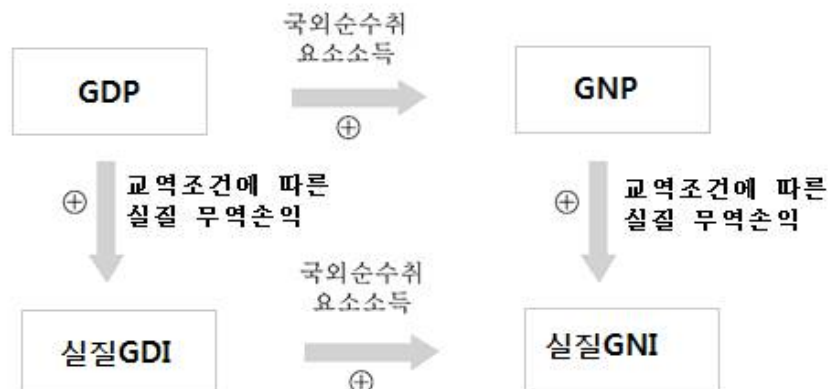 국외순수취
요소소득
GDP
GNP
⊕
⊕
교역조건에 따른
실질 무역손익
⊕
교역조건에 따른
실질 무역손익
국외순수취
요소소득
실질GDI
실질GNI
⊕